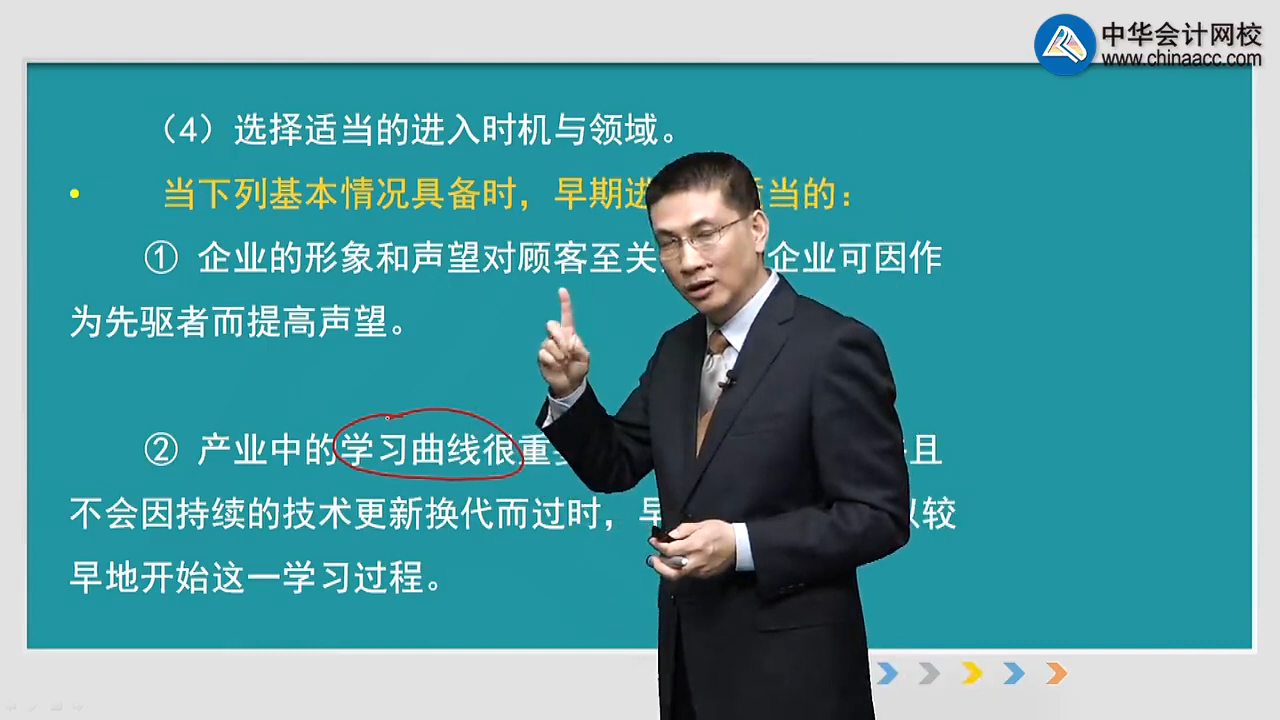 中华会计网校
www.chinaacc.com
（4）选择适当的进入时机与领域。
• 当下列基本情况具备时，早期进 适当的：
① 企业的形象和声望对顾客至关 企业可因作
为先驱者而提高声望。
② 产业中的学习曲线很重 且
不会因持续的技术更新换代而过时，早 以较
早地开始这一学习过程。